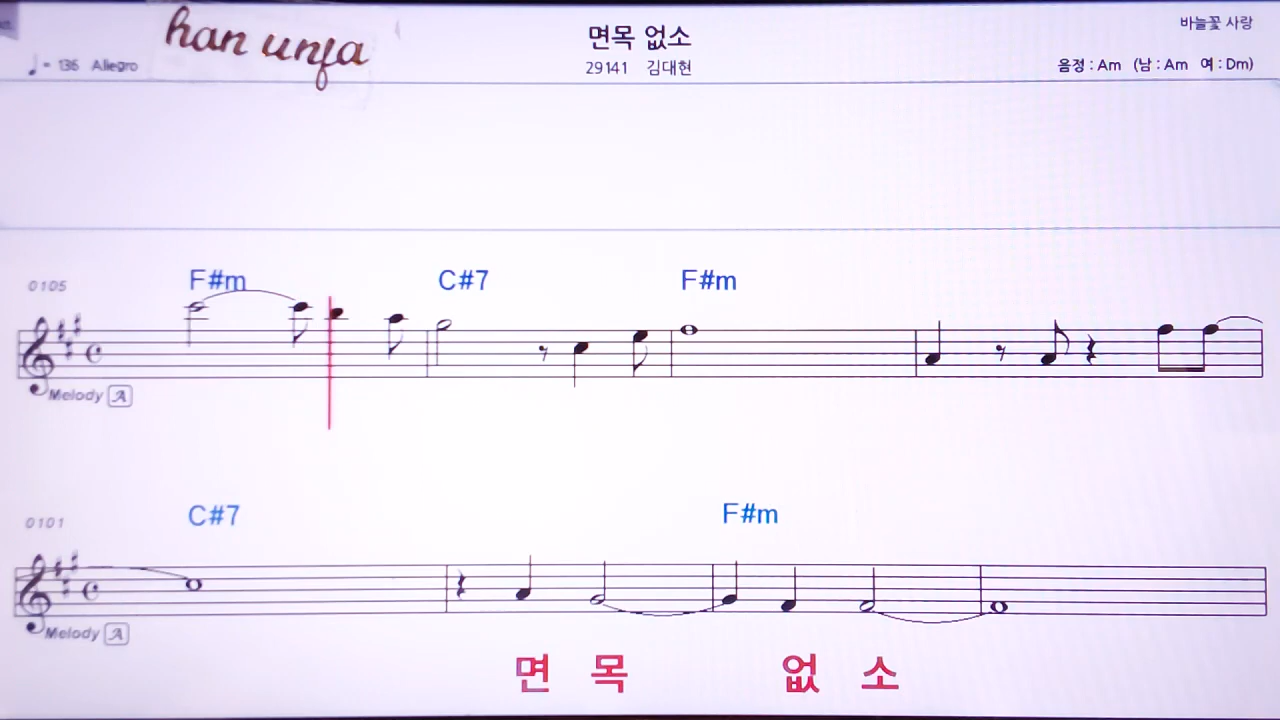 han unja
면목 없소
바늘꽃 사랑
♩= 136 Allegro
29141 김대현
음정 : Am (남 : Am 여 : Dm)
0105
F#m C#7 F#m
Melody A
0101
C#7 F#m
Melody A
면 목 없 소